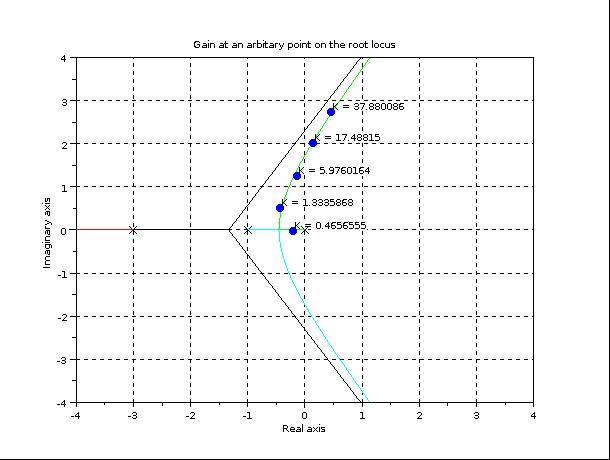 Gain at an arbitary point on the root locus
4
3
2
1
0
-1
-2
-3
-4
Imaginary axis
K = 37.880086
K = 17.48815
K = 5.9760164
K = 1.3335868
K = 0.4656555
-4 -3 -2 -1 0 1 2 3 4
Real axis